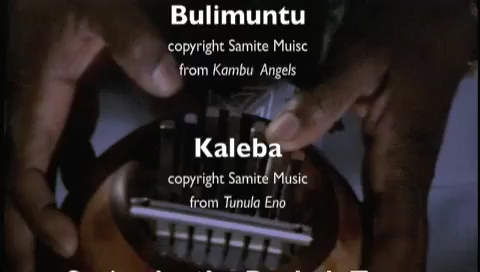 Bulimuntu
copyright Samite Muisc
from Kambu Angels
Kaleba
copyright Samite Music
from Tunula Eno